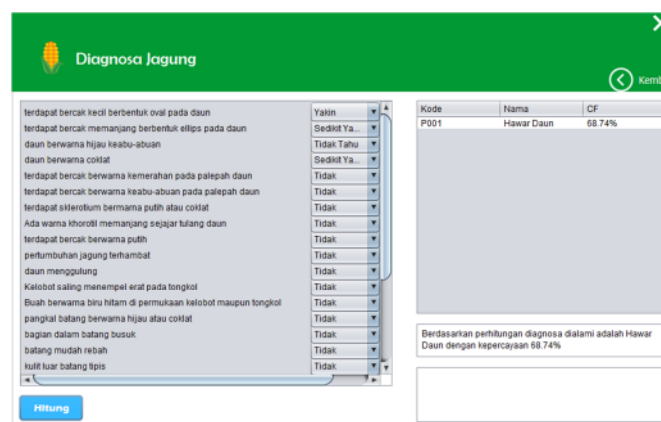 Diagnosa Jagung
terdapat bercak kecil berbentuk oval pada daun Yakin
terdapat bercak memanjang berbentuk ellips pada daun Sedikit Ya...
daun berwarna hijau keabu-abuan Tidak Tahu
daun berwarna coklat Sedikit Ya...
terdapat bercak berwarna kemerahan pada palepah daun Tidak
terdapat bercak berwarna keabu-abuan pada palepah daun Tidak
terdapat sklerotium bermarna putih atau coklat Tidak
Ada warna khorotil memanjang sejajar tulang daun Tidak
terdapat bercak berwarna putih Tidak
pertumbuhan jagung terhambat Tidak
daun menggulung Tidak
Kelobot saling menempel erat pada tongkol Tidak
Buah berwarna biru hitam di permukaan kelobot maupun tongkol Tidak
pangkal batang berwarna hijau atau coklat Tidak
bagian dalam batang busuk Tidak
batang mudah rebah Tidak
kulit luar batang tipis Tidak
Hitung
Kemb
Kode Nama CF
P001 Hawar Daun 68.74%
Berdasarkan perhitungan diagnosa dialami adalah Hawar
Daun dengan kepercayaan 68.74%